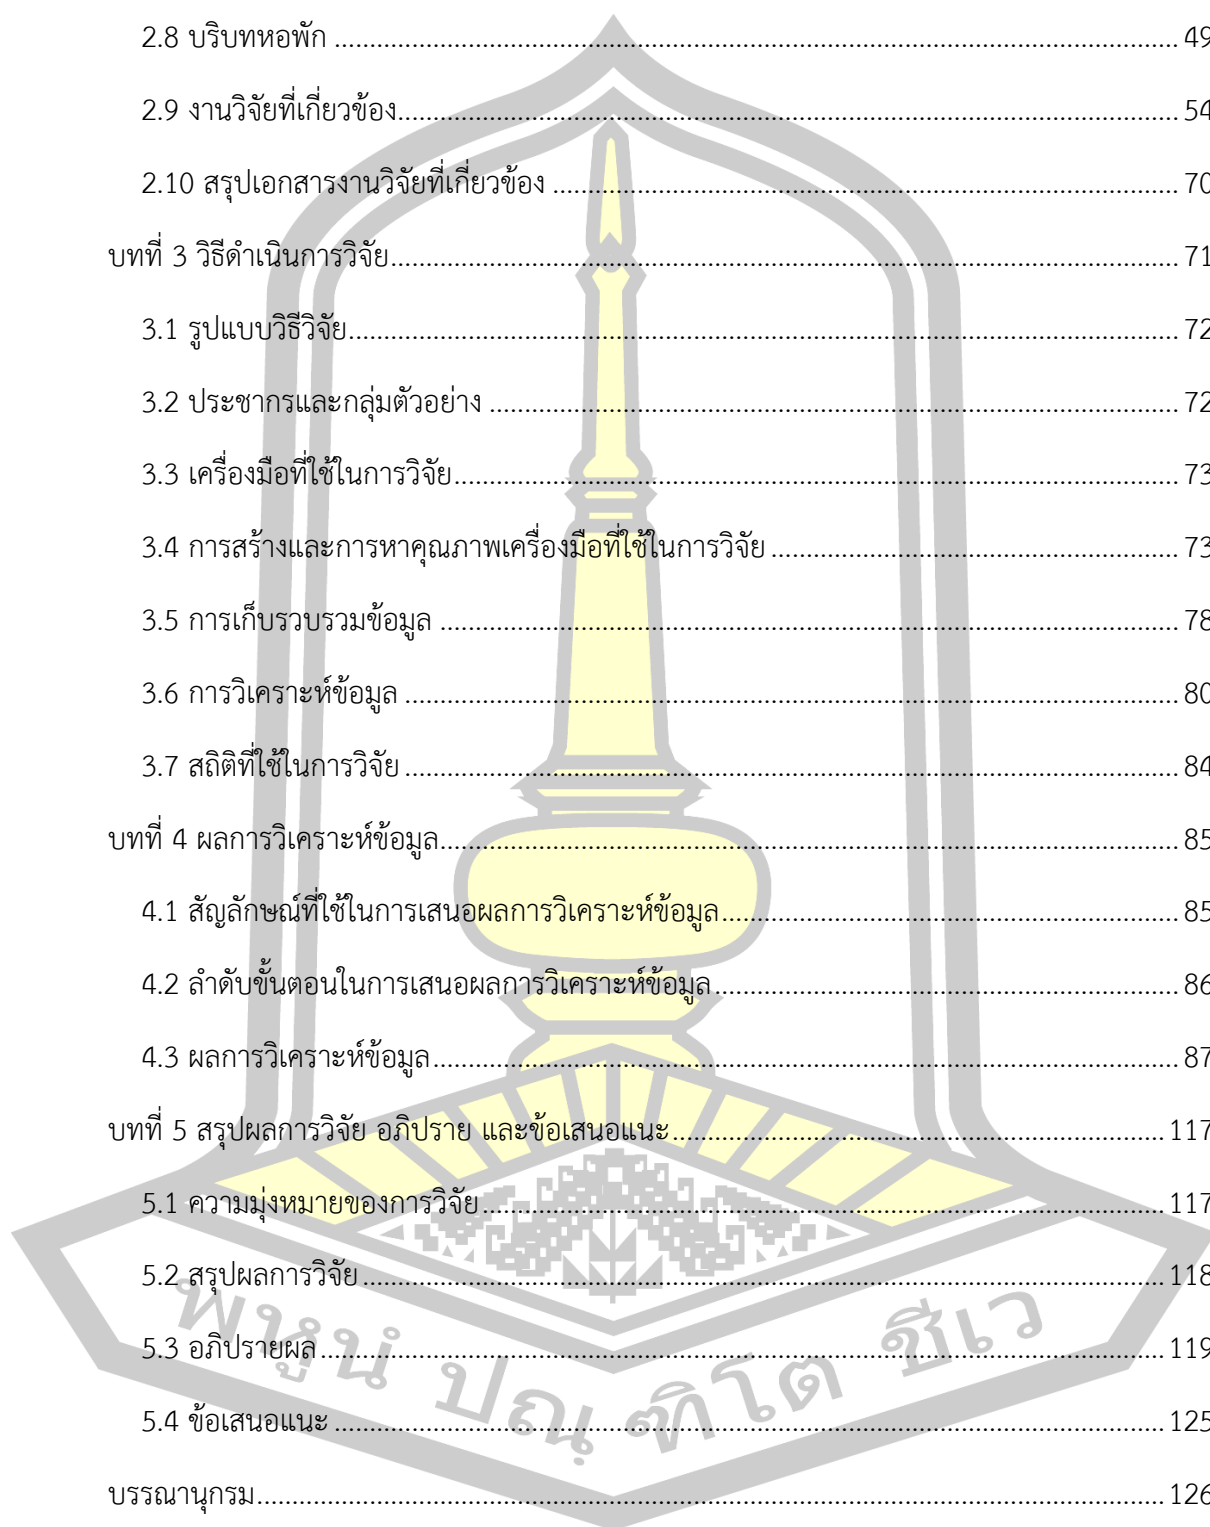 2.8 บริบทหอพัก ........................................ 49
2.9 งานวิจัยที่เกี่ยวข้อง ........................................ 54
2.10 สรุปเอกสารงานวิจัยที่เกี่ยวข้อง ........................................ 70
บทที่ 3 วิธีดำเนินการวิจัย ........................................ 71
3.1 รูปแบบวิธีวิจัย ........................................ 72
3.2 ประชากรและกลุ่มตัวอย่าง ........................................ 72
3.3 เครื่องมือที่ใช้ในการวิจัย ........................................ 73
3.4 การสร้างและการหาคุณภาพเครื่องมือที่ใช้ในการวิจัย ........................................ 73
3.5 การเก็บรวบรวมข้อมูล ........................................ 78
3.6 การวิเคราะห์ข้อมูล ........................................ 80
3.7 สถิติที่ใช้ในการวิจัย ........................................ 84
บทที่ 4 ผลการวิเคราะห์ข้อมูล ........................................ 85
4.1 สัญลักษณ์ที่ใช้ในการเสนอผลการวิเคราะห์ข้อมูล ........................................ 85
4.2 ลำดับขั้นตอนในการเสนอผลการวิเคราะห์ข้อมูล ........................................ 86
4.3 ผลการวิเคราะห์ข้อมูล ........................................ 87
บทที่ 5 สรุปผลการวิจัย อภิปราย และข้อเสนอแนะ ........................................ 117
5.1 ความมุ่งหมายของการวิจัย ........................................ 117
5.2 สรุปผลการวิจัย ........................................ 118
5.3 อภิปรายผล ........................................ 119
5.4 ข้อเสนอแนะ ........................................ 125
บรรณานุกรม ........................................ 126
พหูนํ ปณฺฑิโต ชีเว